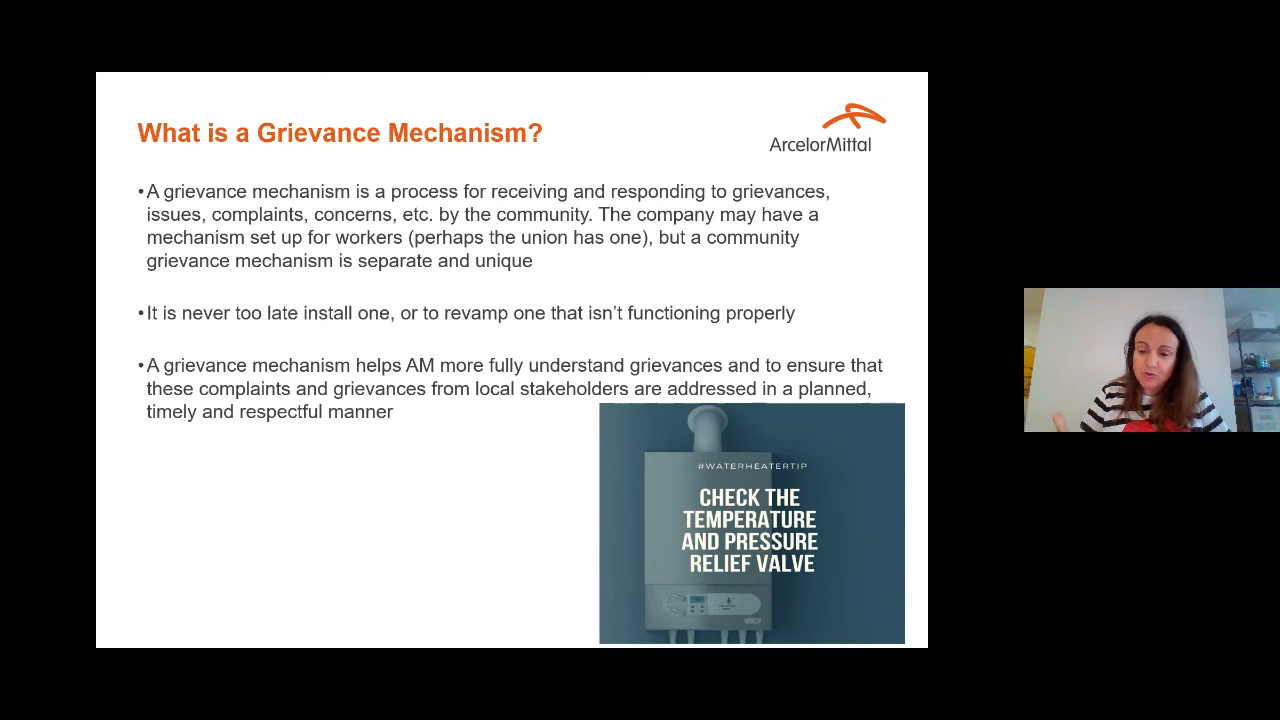 What is a Grievance Mechanism?
ArcelorMittal
•A grievance mechanism is a process for receiving and responding to grievances,
issues, complaints, concerns, etc. by the community. The company may have a
mechanism set up for workers (perhaps the union has one), but a community
grievance mechanism is separate and unique
•It is never too late install one, or to revamp one that isn’t functioning properly
•A grievance mechanism helps AM more fully understand grievances and to ensure that
these complaints and grievances from local stakeholders are addressed in a planned,
timely and respectful manner
#WATERHEATERTIP
CHECK THE
TEMPERATURE
AND PRESSURE
RELIEF VALVE